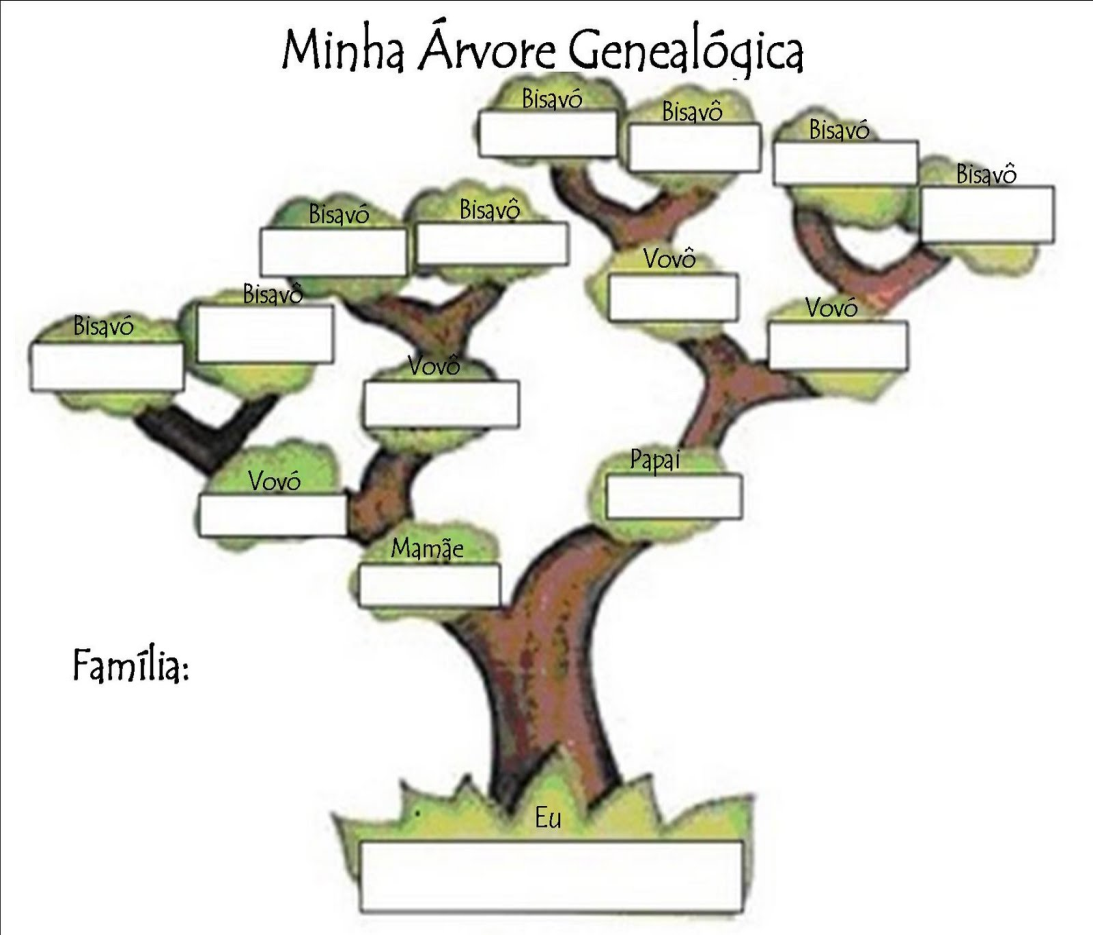 Minha Árvore Genealógica
Bisavó
Bisavô
Bisavó
Bisavô
Bisavó
Bisavô
Bisavó
Bisavô
Vovô
Vovó
Vovô
Vovó
Papai
Mamãe
Família:
Eu